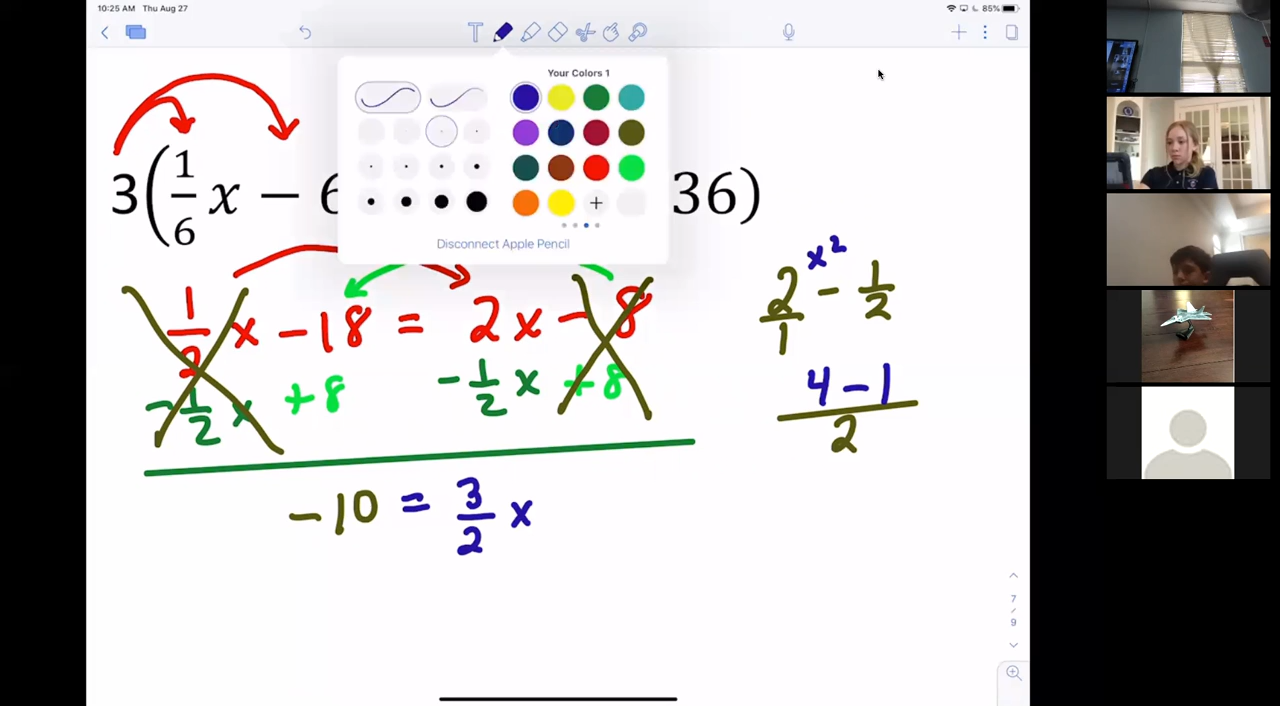 10:25 AM Thu Aug 27 85%
Your Colors 1
3(1/6 x − 6 36)
Disconnect Apple Pencil
1/2 x − 18 = 2x − 8
− 1/2 x + 8 − 1/2 x + 8
− 10 = 3/2 x
x2
2/1 − 1/2
4 − 1
2
7
/
9